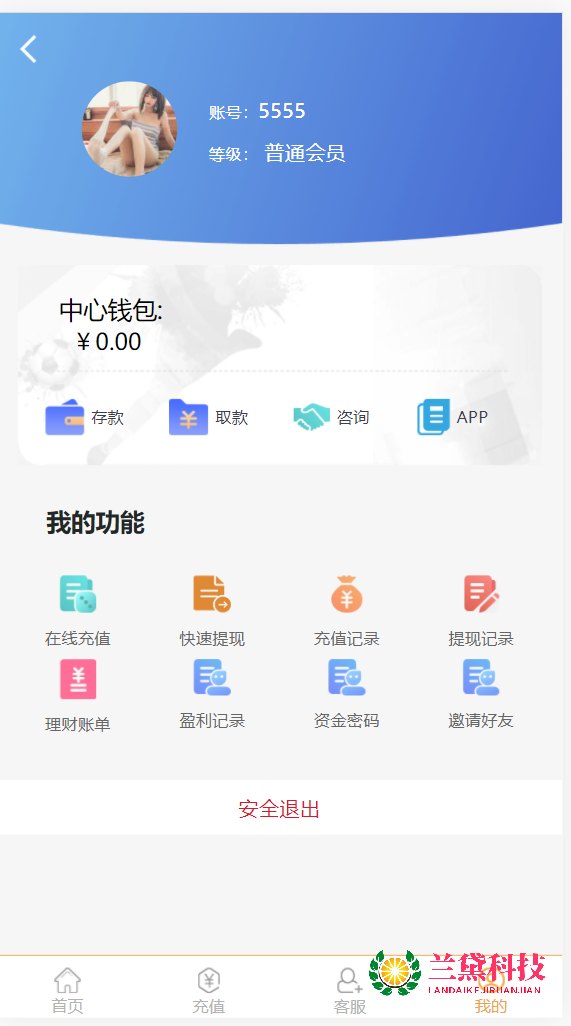 账号：5555
等级： 普通会员
中心钱包:
￥0.00
存款 取款 咨询 APP
我的功能
在线充值 快速提现 充值记录 提现记录
理财账单 盈利记录 资金密码 邀请好友
安全退出
兰黛科技
LANDAIKEJIRUANJIAN
首页 充值 客服 我的